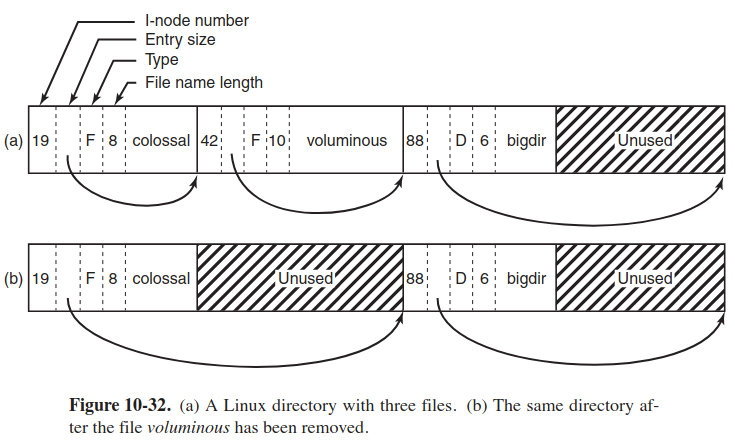 I-node number
Entry size
Type
File name length
(a) 19 F 8 colossal 42 F 10 voluminous 88 D 6 bigdir Unused
(b) 19 F 8 colossal Unused 88 D 6 bigdir Unused
Figure 10-32. (a) A Linux directory with three files. (b) The same directory af-
ter the file voluminous has been removed.